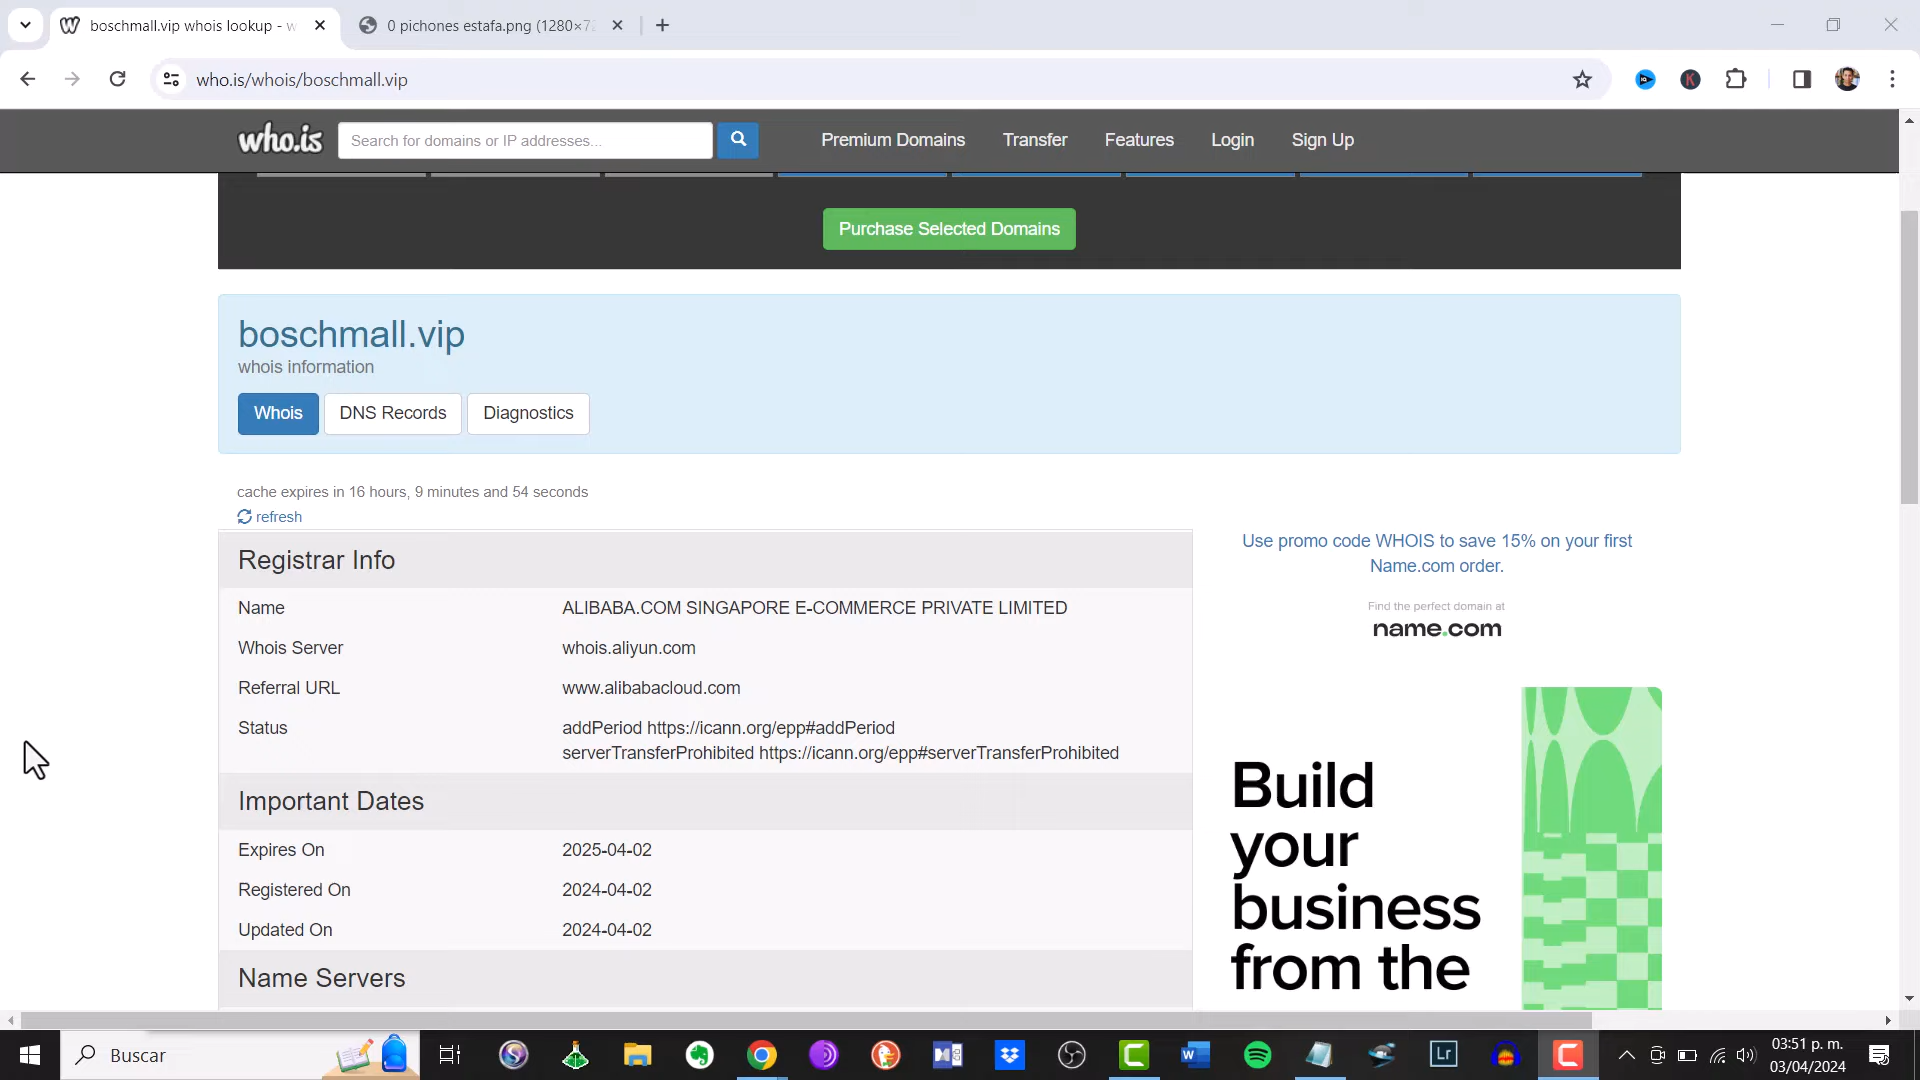 boschmall.vip whois lookup - w
0 pichones estafa.png (1280×72
who.is/whois/boschmall.vip
K
who.is
Search for domains or IP addresses...
Premium Domains
Transfer
Features
Login
Sign Up
Purchase Selected Domains
boschmall.vip
whois information
Whois
DNS Records
Diagnostics
cache expires in 16 hours, 9 minutes and 54 seconds
refresh
Registrar Info
Name
ALIBABA.COM SINGAPORE E-COMMERCE PRIVATE LIMITED
Whois Server
whois.aliyun.com
Referral URL
www.alibabacloud.com
Status
addPeriod https://icann.org/epp#addPeriod
serverTransferProhibited https://icann.org/epp#serverTransferProhibited
Important Dates
Expires On
2025-04-02
Registered On
2024-04-02
Updated On
2024-04-02
Name Servers
Use promo code WHOIS to save 15% on your first
Name.com order.
Find the perfect domain at
name.com
Build
your
business
from the
Buscar
Lr
03:51 p. m.
03/04/2024